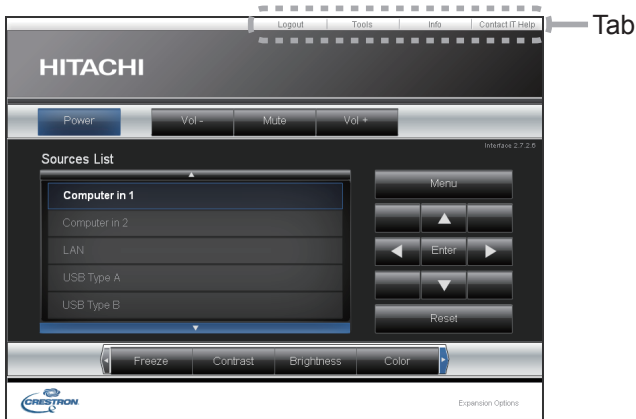 Logout Tools Info Contact IT Help
Tab
HITACHI
Power Vol - Mute Vol +
Interface 2.7.2.6
Sources List
Computer in 1
Computer in 2
LAN
USB Type A
USB Type B
Menu
Enter
Reset
Freeze Contrast Brightness Color
CRESTRON
Expansion Options